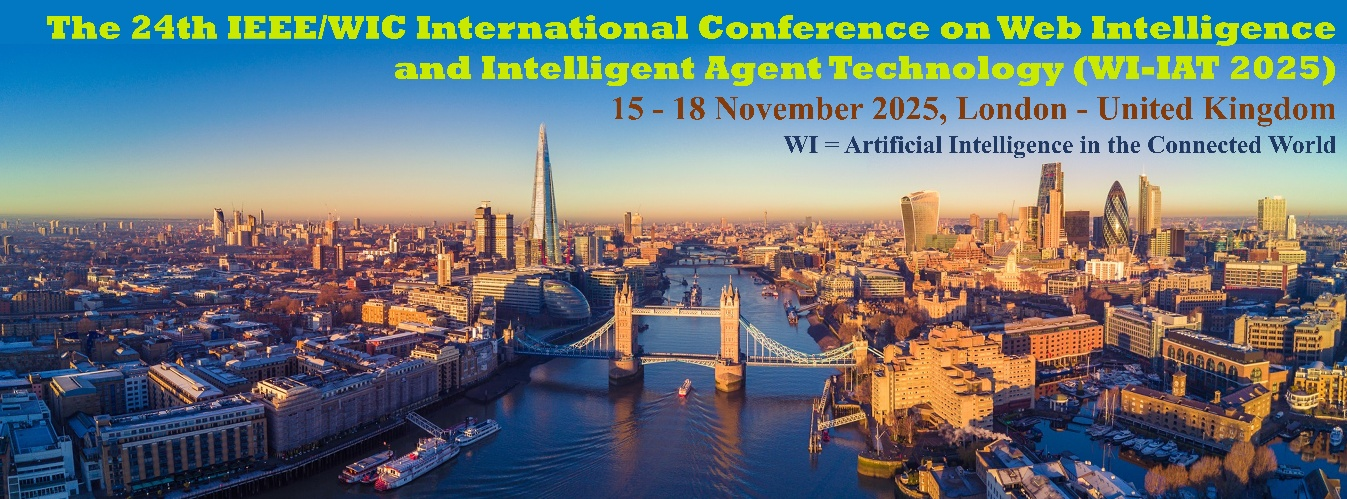 The 24th IEEE/WIC International Conference on Web Intelligence
and Intelligent Agent Technology (WI-IAT 2025)
15 - 18 November 2025, London - United Kingdom
WI = Artificial Intelligence in the Connected World